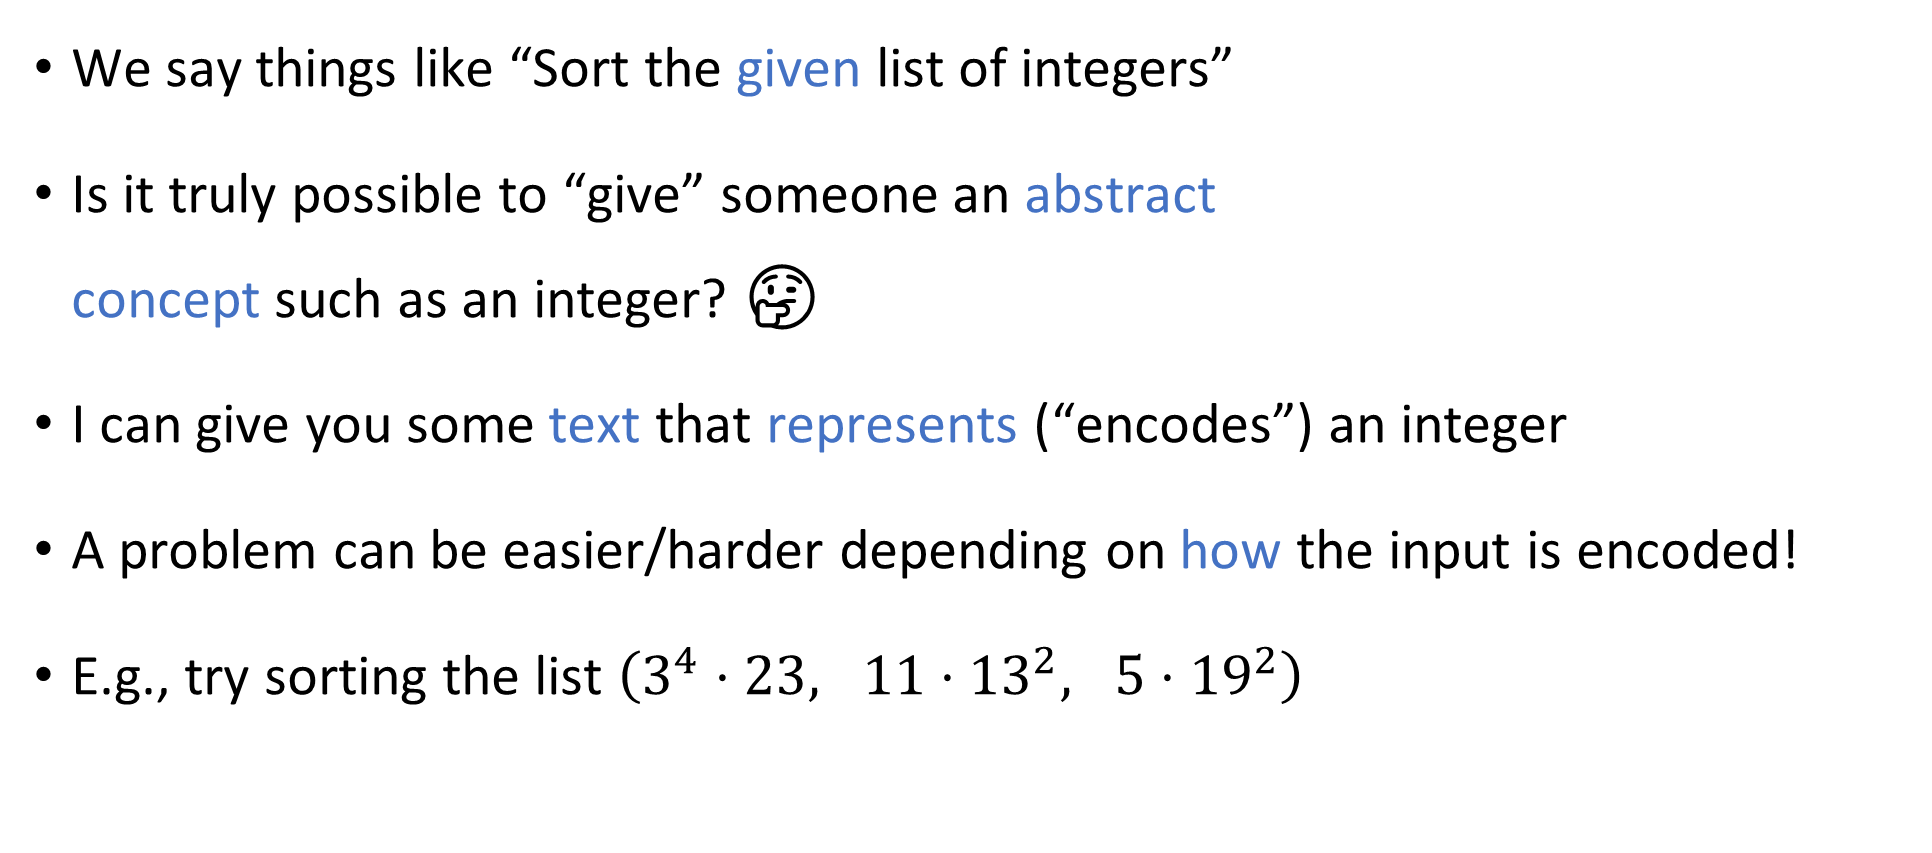 • We say things like “Sort the given list of integers”
• Is it truly possible to “give” someone an abstract
concept such as an integer? 🤔
• I can give you some text that represents (“encodes”) an integer
• A problem can be easier/harder depending on how the input is encoded!
• E.g., try sorting the list (3⁴ · 23, 11 · 13², 5 · 19²)